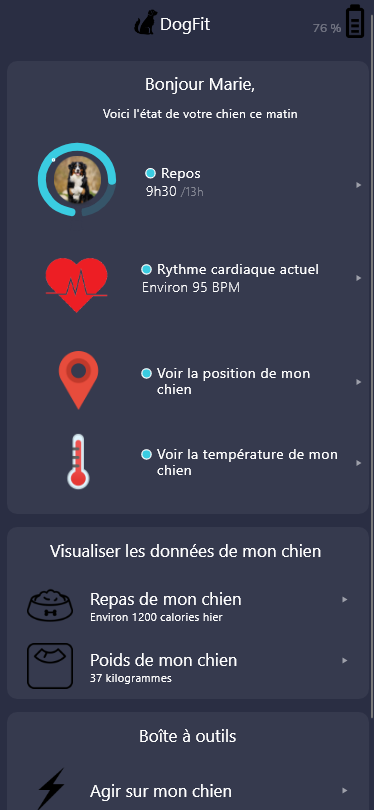 DogFit
76 %
Bonjour Marie,
Voici l'état de votre chien ce matin
Repos
9h30 /13h
Rythme cardiaque actuel
Environ 95 BPM
Voir la position de mon
chien
Voir la température de mon
chien
Visualiser les données de mon chien
Repas de mon chien
Environ 1200 calories hier
Poids de mon chien
37 kilogrammes
Boîte à outils
Agir sur mon chien